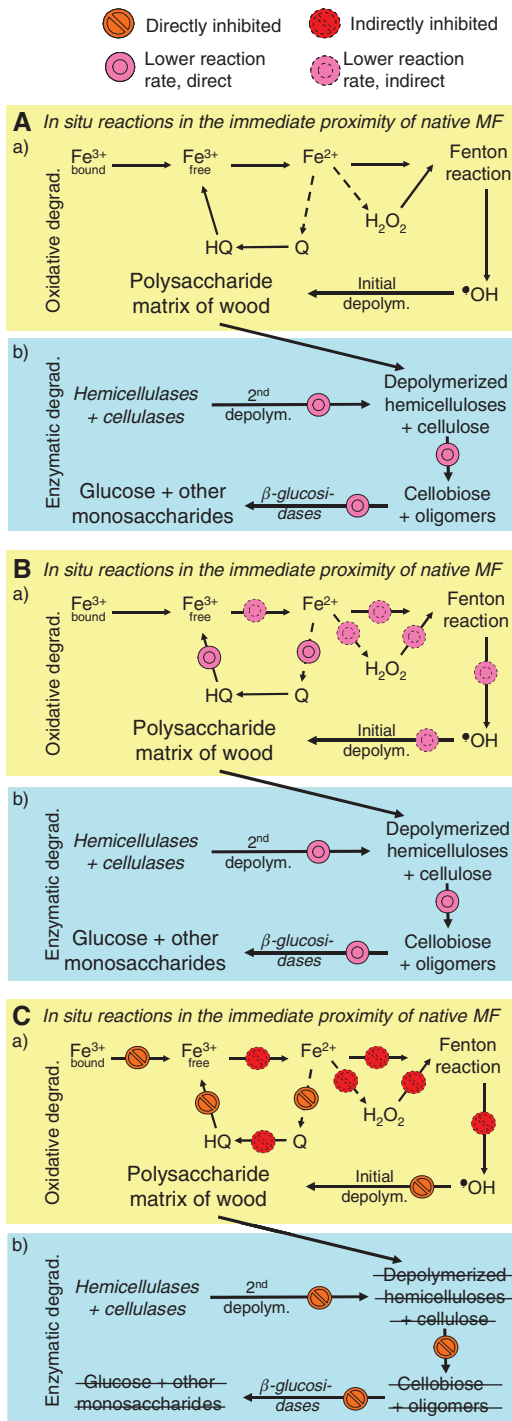 Directly inhibited
Indirectly inhibited
Lower reaction
rate, direct
Lower reaction
rate, indirect
A In situ reactions in the immediate proximity of native MF
a)
Oxidative degrad.
Fe³⁺
bound
Fe³⁺
free
Fe²⁺
Fenton
reaction
H₂O₂
HQ
Q
Polysaccharide
matrix of wood
Initial
depolym.
•OH
b)
Enzymatic degrad.
Hemicellulases
+ cellulases
2nd
depolym.
Depolymerized
hemicelluloses
+ cellulose
Glucose + other
monosaccharides
β-glucosi-
dases
Cellobiose
+ oligomers
B In situ reactions in the immediate proximity of native MF
a)
Oxidative degrad.
Fe³⁺
bound
Fe³⁺
free
Fe²⁺
Fenton
reaction
H₂O₂
HQ
Q
Polysaccharide
matrix of wood
Initial
depolym.
•OH
b)
Enzymatic degrad.
Hemicellulases
+ cellulases
2nd
depolym.
Depolymerized
hemicelluloses
+ cellulose
Glucose + other
monosaccharides
β-glucosi-
dases
Cellobiose
+ oligomers
C In situ reactions in the immediate proximity of native MF
a)
Oxidative degrad.
Fe³⁺
bound
Fe³⁺
free
Fe²⁺
Fenton
reaction
H₂O₂
HQ
Q
Polysaccharide
matrix of wood
Initial
depolym.
•OH
b)
Enzymatic degrad.
Hemicellulases
+ cellulases
2nd
depolym.
Depolymerized
hemicelluloses
+ cellulose
Glucose + other
monosaccharides
β-glucosi-
dases
Cellobiose
+ oligomers